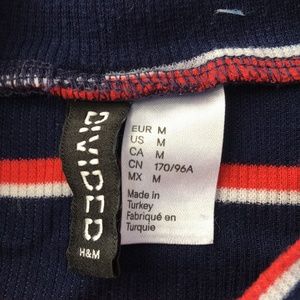 DIVIDED
H&M
EUR M
US M
CA M
CN 170/96A
MX M
Made in
Turkey
Fabriqué en
Turquie